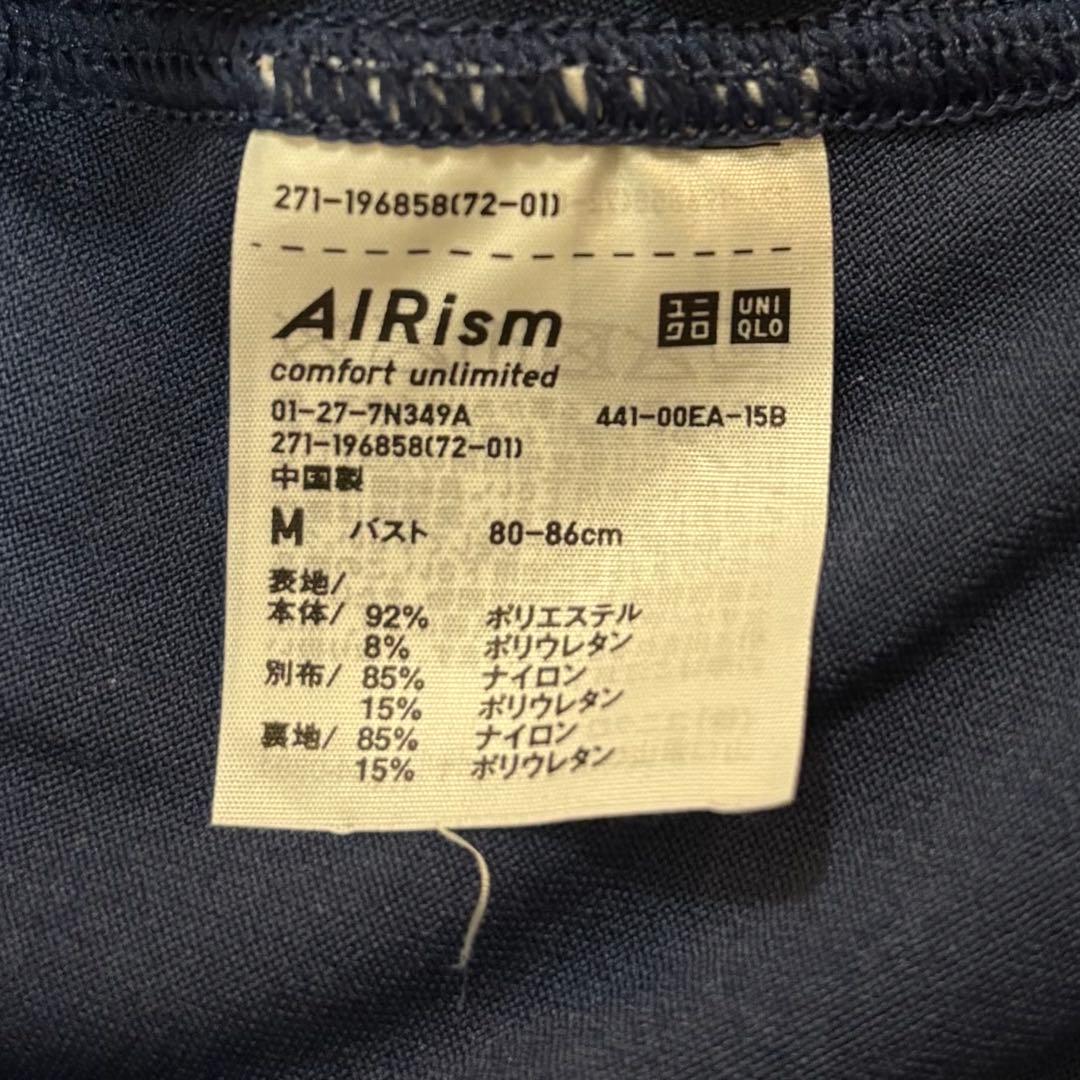 271-196858(72-01)
AIRism ユニクロ UNIQLO
comfort unlimited
01-27-7N349A 441-00EA-15B
271-196858(72-01)
中国製
M バスト 80-86cm
表地/
本体/ 92% ポリエステル
8% ポリウレタン
別布/ 85% ナイロン
15% ポリウレタン
裏地/ 85% ナイロン
15% ポリウレタン